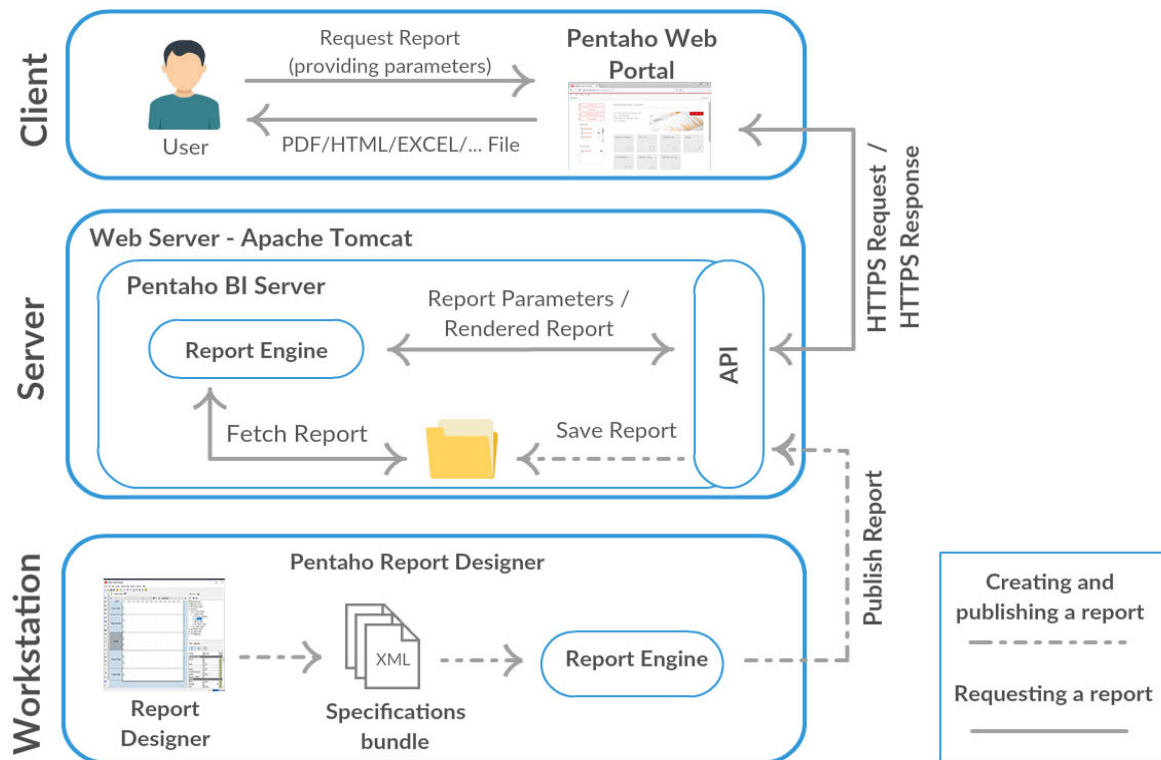 Client
Request Report
(providing parameters)
Pentaho Web
Portal
User
PDF/HTML/EXCEL/... File
HTTPS Request /
HTTPS Response
Server
Web Server - Apache Tomcat
Pentaho BI Server
Report Parameters /
Rendered Report
Report Engine
API
Fetch Report
Save Report
Publish Report
Workstation
Pentaho Report Designer
XML
Report Engine
Report
Designer
Specifications
bundle
Creating and
publishing a report
Requesting a report